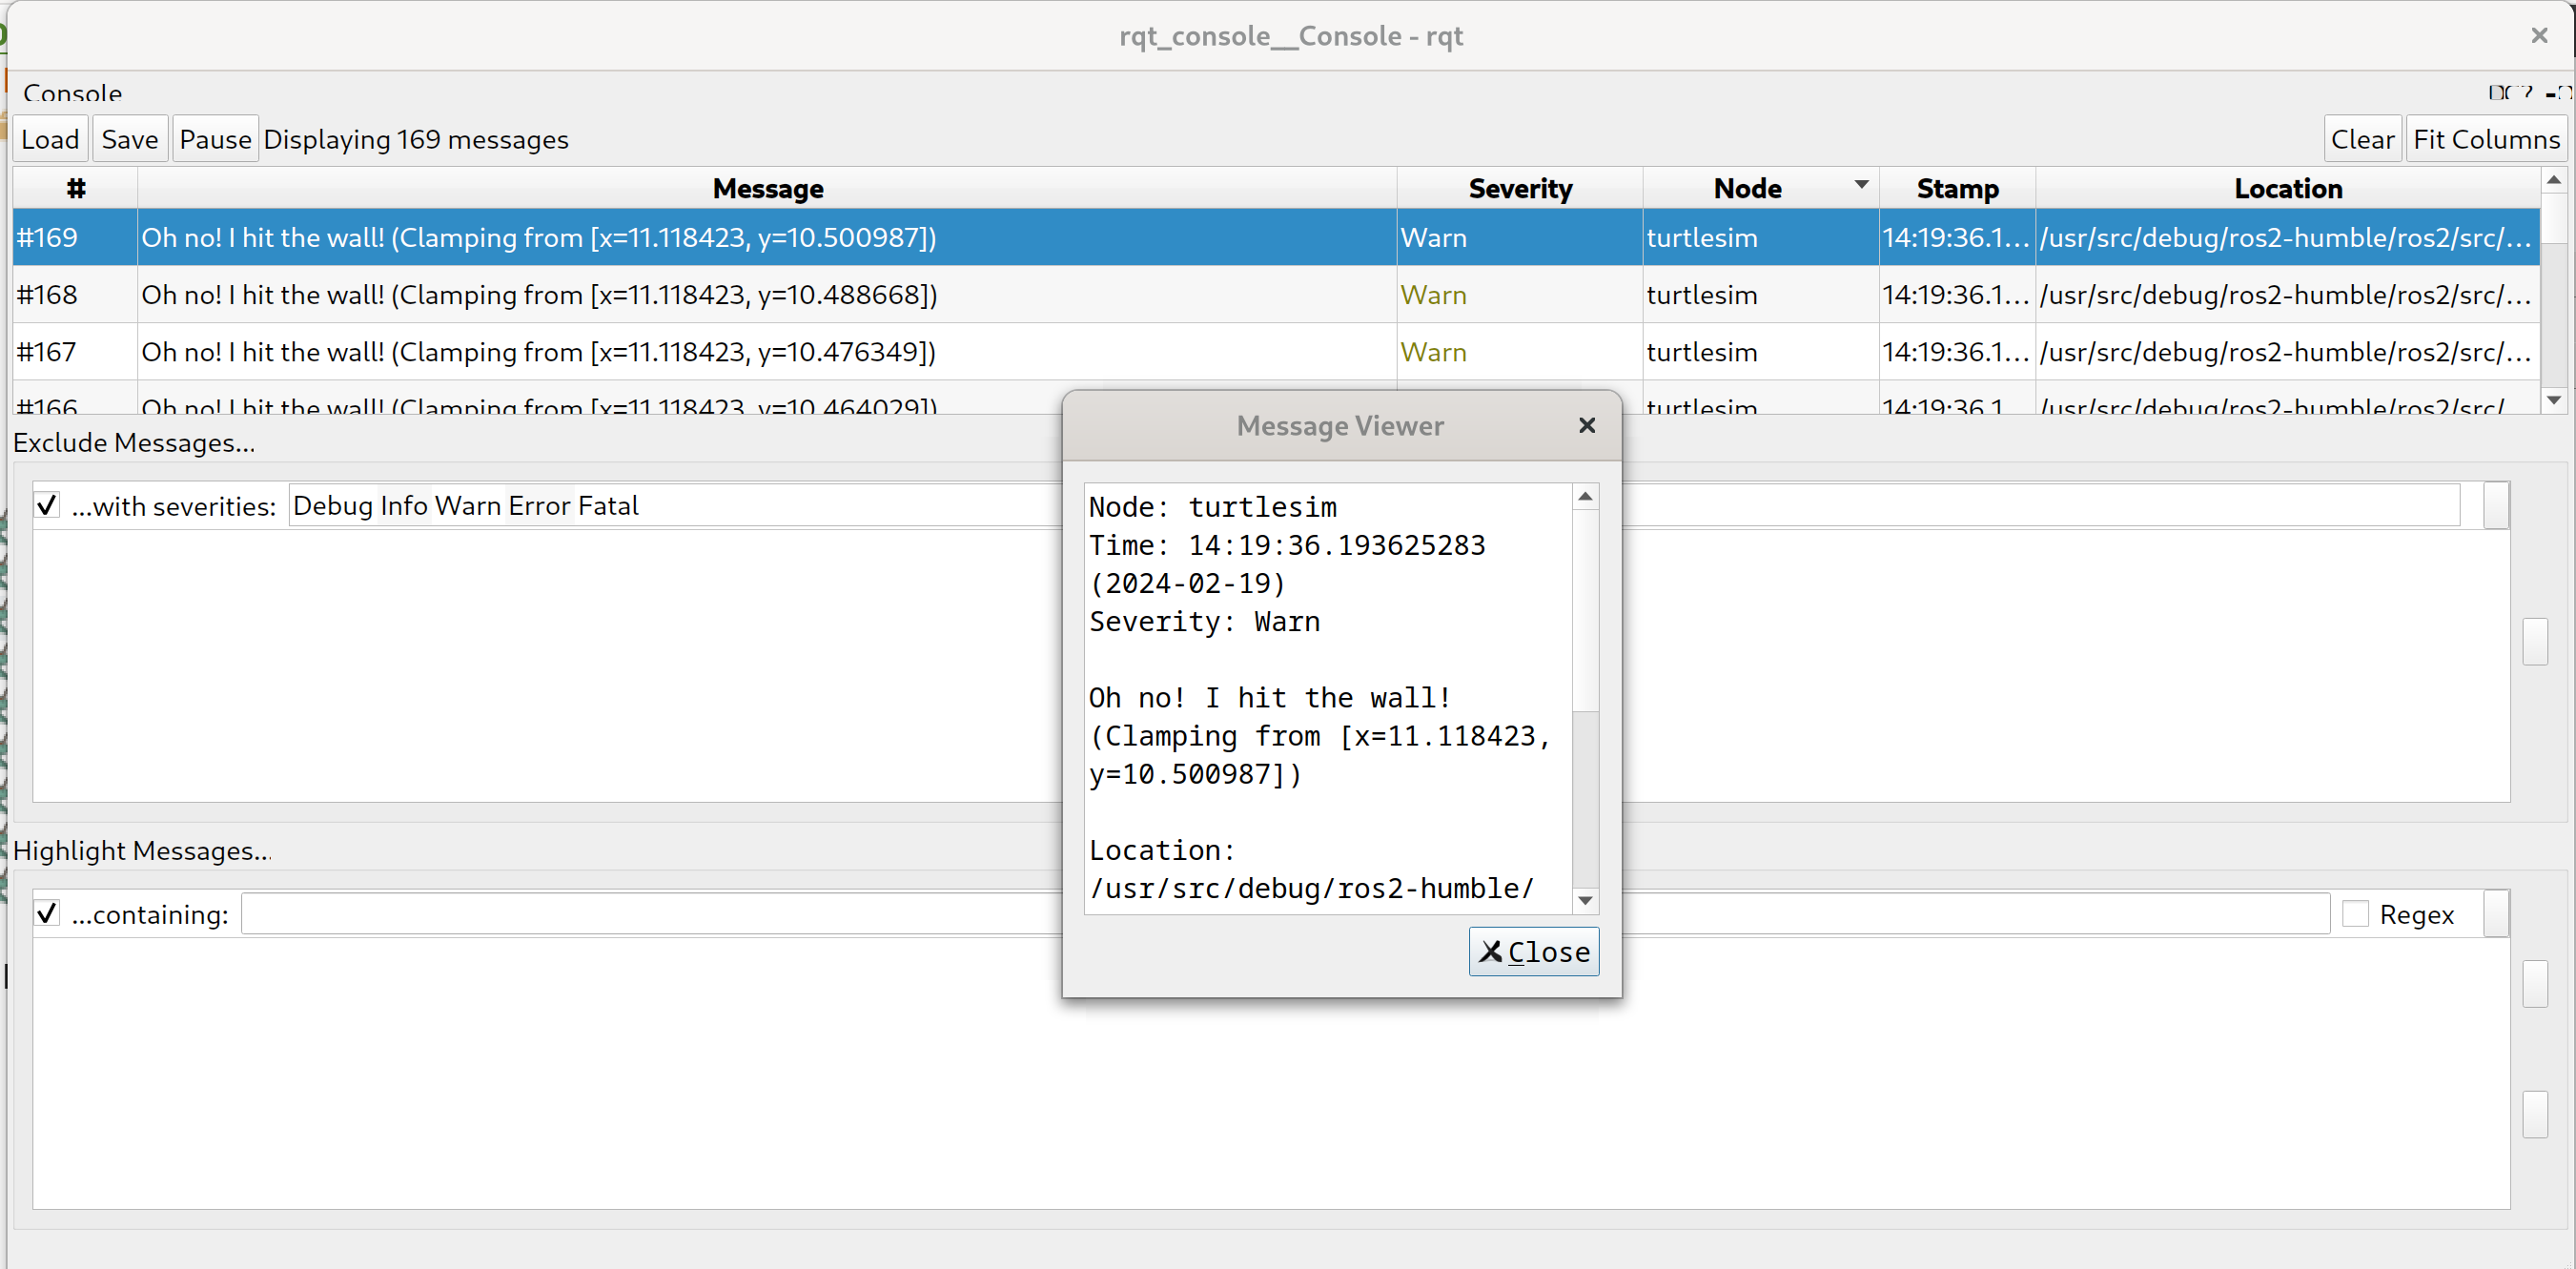 rqt_console__Console - rqt
Console
Load Save Pause Displaying 169 messages Clear Fit Columns
# Message Severity Node Stamp Location
#169 Oh no! I hit the wall! (Clamping from [x=11.118423, y=10.500987]) Warn turtlesim 14:19:36.1... /usr/src/debug/ros2-humble/ros2/src/...
#168 Oh no! I hit the wall! (Clamping from [x=11.118423, y=10.488668]) Warn turtlesim 14:19:36.1... /usr/src/debug/ros2-humble/ros2/src/...
#167 Oh no! I hit the wall! (Clamping from [x=11.118423, y=10.476349]) Warn turtlesim 14:19:36.1... /usr/src/debug/ros2-humble/ros2/src/...
#166 Oh no! I hit the wall! (Clamping from [x=11.118423, y=10.464029]) turtlesim 14:19:36.1 /usr/src/debug/ros2-humble/ros2/src/
Exclude Messages...
...with severities: Debug Info Warn Error Fatal
Message Viewer
Node: turtlesim
Time: 14:19:36.193625283
(2024-02-19)
Severity: Warn
Oh no! I hit the wall!
(Clamping from [x=11.118423,
y=10.500987])
Location:
/usr/src/debug/ros2-humble/
Close
Highlight Messages...
...containing: Regex